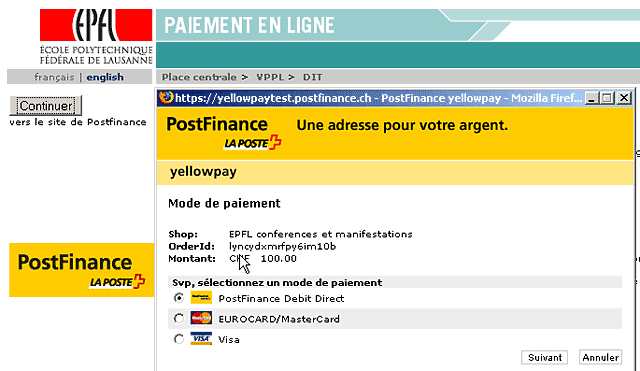 EPFL
ÉCOLE POLYTECHNIQUE
FÉDÉRALE DE LAUSANNE
PAIEMENT EN LIGNE
français | english
Place centrale > VPPL > DIT
Continuer
vers le site de Postfinance
PostFinance
LA POSTE
https://yellowpaytest.postfinance.ch - PostFinance yellowpay - Mozilla Firef...
PostFinance
LA POSTE
Une adresse pour votre argent.
yellowpay
Mode de paiement
Shop: EPFL conferences et manifestations
OrderId: lyncydxmrfpy6im10b
Montant: CHF 100.00
Svp, sélectionnez un mode de paiement
PostFinance Debit Direct
EUROCARD/MasterCard
VISA Visa
Suivant Annuler